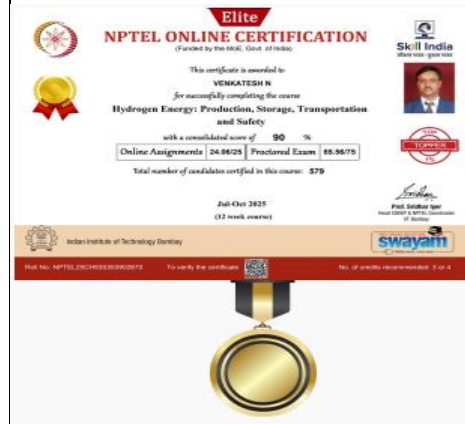 Elite
NPTEL ONLINE CERTIFICATION
(Funded by the MoE, Govt. of India)
Skill India
This certificate is awarded to
VENKATESH N
for successfully completing the course
Hydrogen Energy: Production, Storage, Transportation
and Safety
with a consolidated score of 90 %
Online Assignments 24.06/25 Proctored Exam 65.56/75
TOPPER
1%
Total number of candidates certified in this course: 579
Jul-Oct 2025
(12 week course)
Prof. Sridhar Iyer
IIT Bombay
Indian Institute of Technology Bombay
swayam
To verify the certificate
No. of credits recommended: 3 or 4